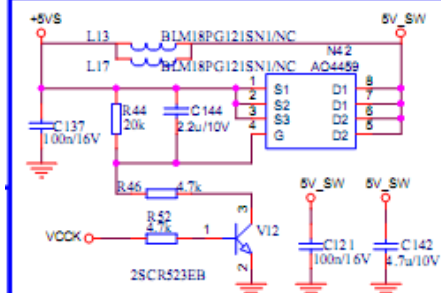 +5VS
L13
BLM18PG121SN1/NC
5V_SW
L17
BLM18PG121SN1/NC
N42
AO4459
R44
20k
C144
2.2u/10V
1
2
3
4
S1
S2
S3
G
D1
D1
D2
D2
8
7
6
5
C137
100n/16V
R46
4.7k
VCCK
R52
4.7k
1
3
V12
2
2SCR523EB
5V_SW
C121
100n/16V
5V_SW
C142
4.7u/10V